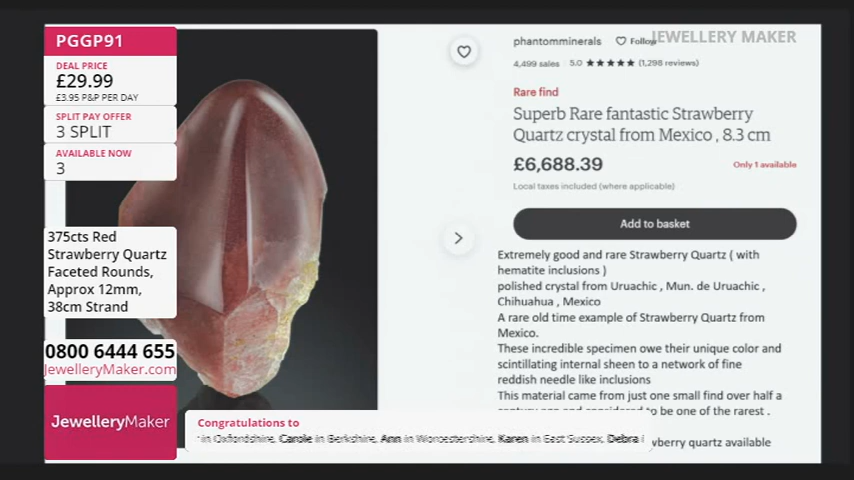 PGGP91
DEAL PRICE
£29.99
£3.95 P&P PER DAY
SPLIT PAY OFFER
3 SPLIT
AVAILABLE NOW
3
375cts Red
Strawberry Quartz
Faceted Rounds,
Approx 12mm,
38cm Strand
0800 6444 655
JewelleryMaker.com
JewelleryMaker
Congratulations to
in Oxfordshire, Carole in Berkshire, Ann in Worcestershire, Karen in East Sussex, Debra
JEWELLERY MAKER
phantomminerals Follow
4,499 sales 5.0 ★★★★★ (1,298 reviews)
Rare find
Superb Rare fantastic Strawberry
Quartz crystal from Mexico , 8.3 cm
£6,688.39
Only 1 available
Local taxes included (where applicable)
Add to basket
Extremely good and rare Strawberry Quartz ( with
hematite inclusions )
polished crystal from Uruachic , Mun. de Uruachic ,
Chihuahua , Mexico
A rare old time example of Strawberry Quartz from
Mexico.
These incredible specimen owe their unique color and
scintillating internal sheen to a network of fine
reddish needle like inclusions
This material came from just one small find over half a
to be one of the rarest .
quartz available